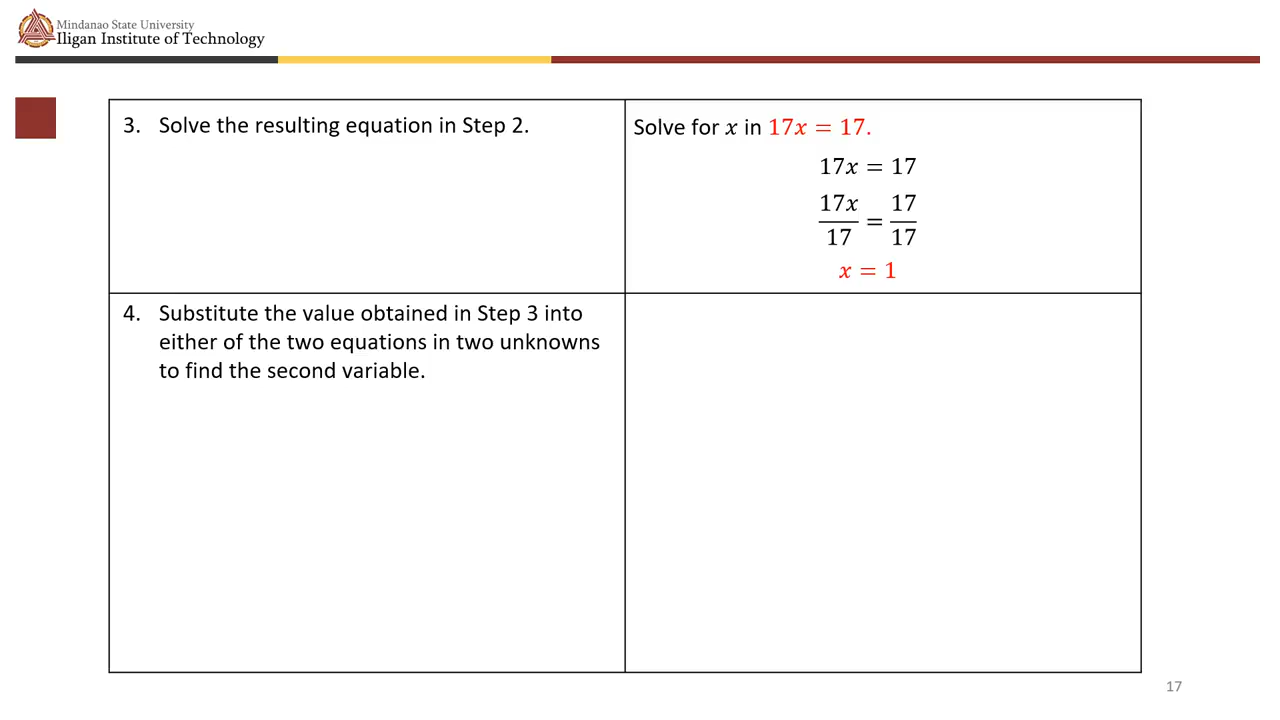 Mindanao State University
Iligan Institute of Technology
3. Solve the resulting equation in Step 2.
Solve for x in 17x = 17.
17x = 17
17x/17 = 17/17
x = 1
4. Substitute the value obtained in Step 3 into
either of the two equations in two unknowns
to find the second variable.
17